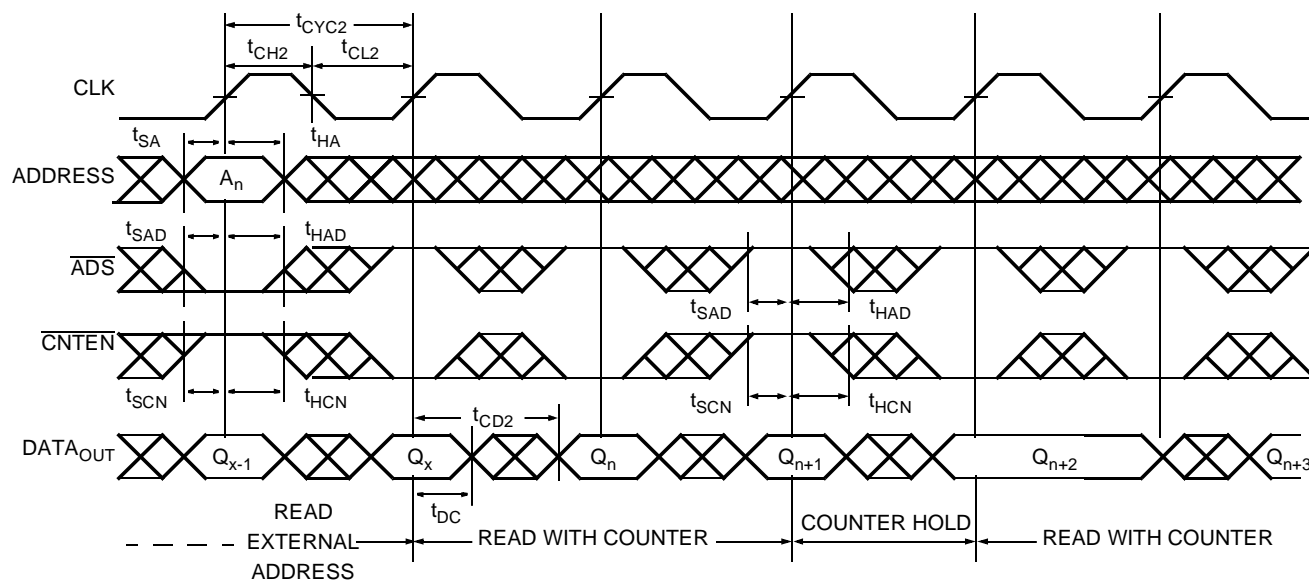 tCYC2
tCH2
tCL2
CLK
tSA
tHA
ADDRESS
An
tSAD
tHAD
ADS
tSAD
tHAD
CNTEN
tSCN
tHCN
tSCN
tHCN
tCD2
DATAOUT
Qx-1
Qx
Qn
Qn+1
Qn+2
Qn+3
tDC
READ
EXTERNAL
ADDRESS
READ WITH COUNTER
COUNTER HOLD
READ WITH COUNTER